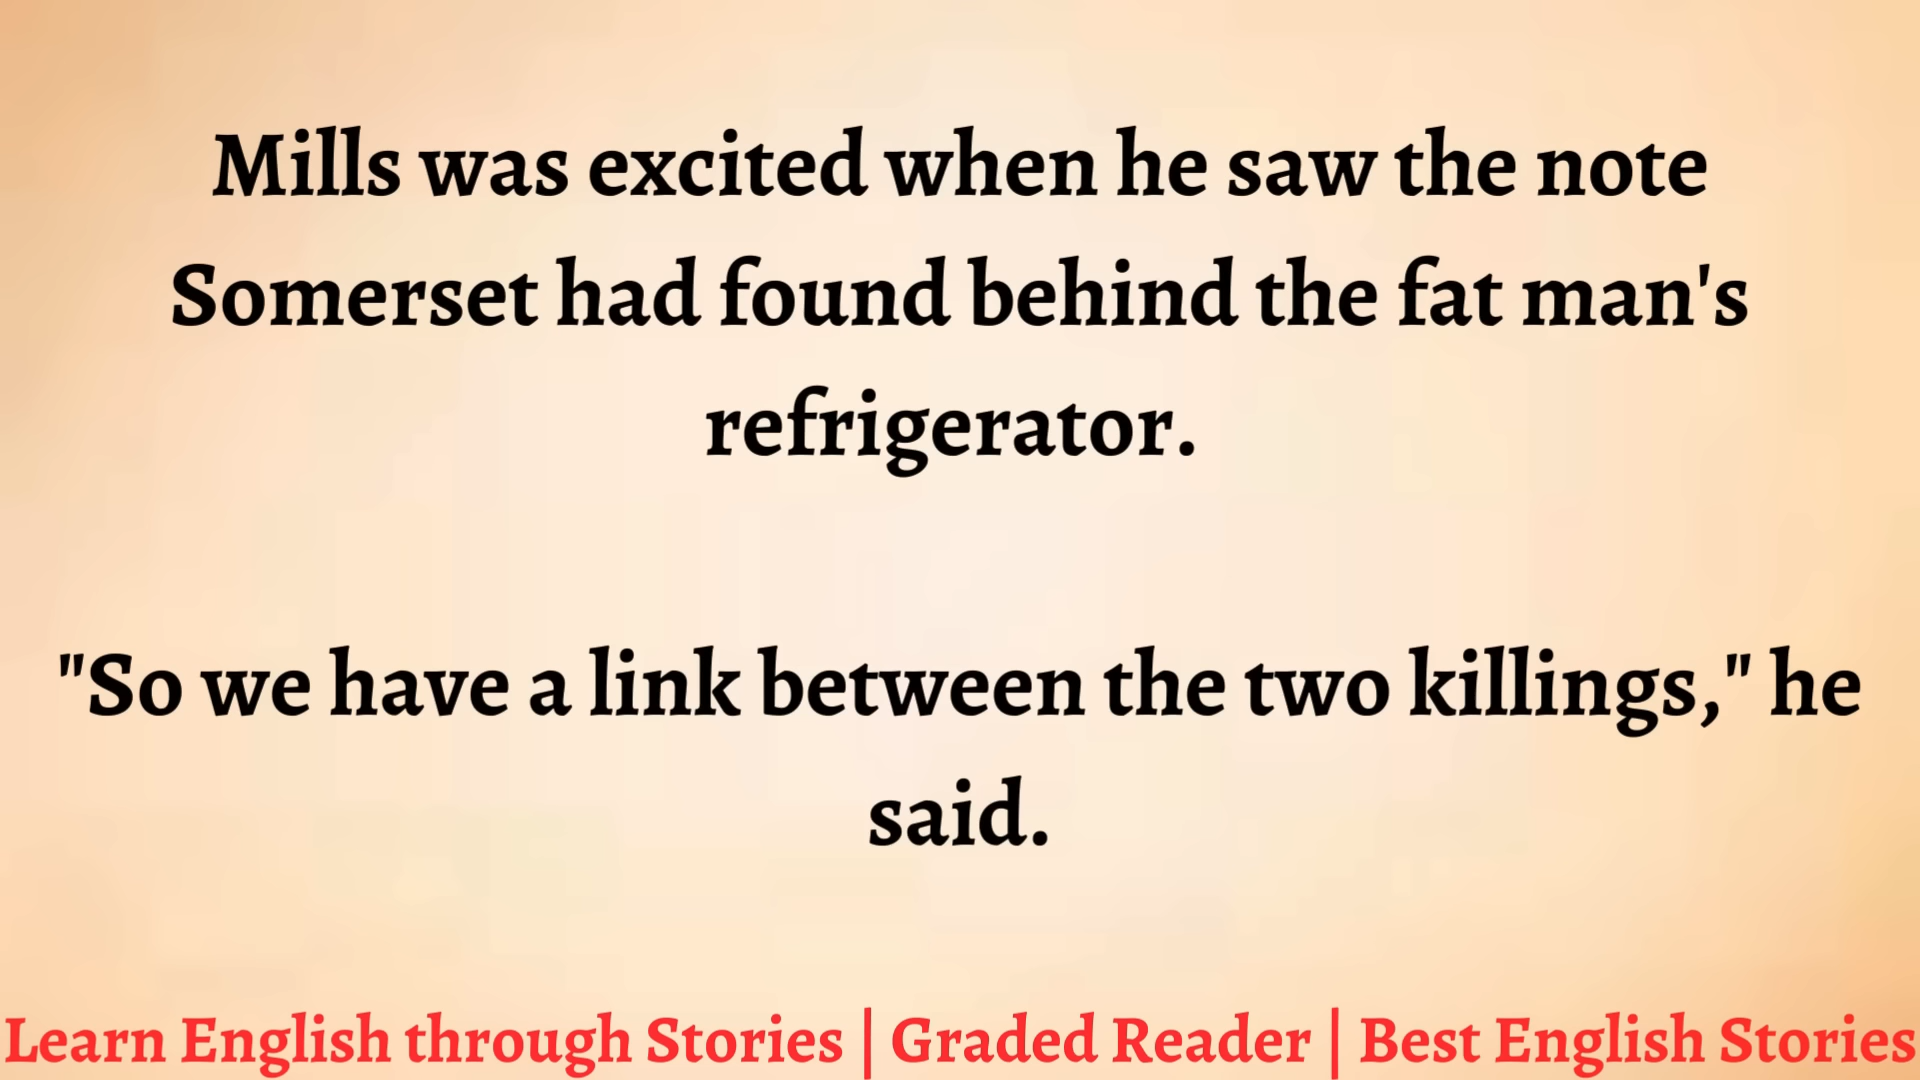 Mills was excited when he saw the note
Somerset had found behind the fat man's
refrigerator.
"So we have a link between the two killings," he
said.
Learn English through Stories | Graded Reader | Best English Stories